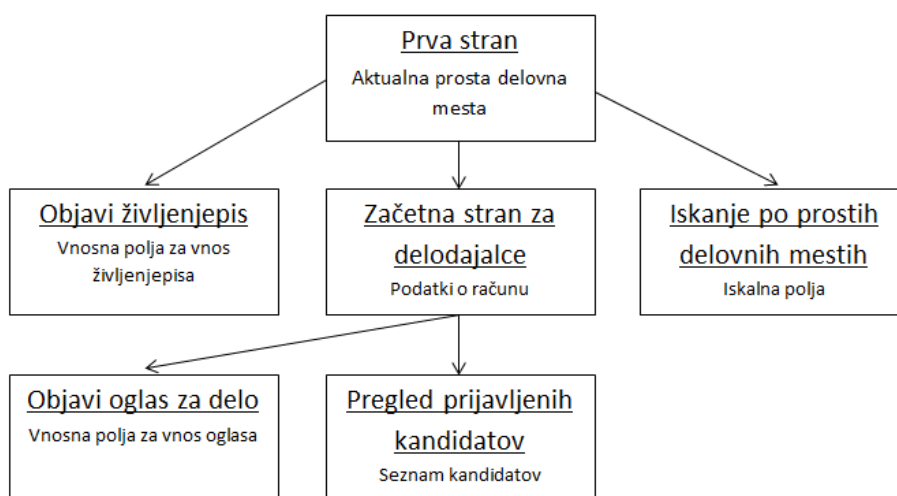 Prva stran
Aktualna prosta delovna
mesta
Objavi življenjepis
Vnosna polja za vnos
življenjepisa
Začetna stran za
delodajalce
Podatki o računu
Iskanje po prostih
delovnih mestih
Iskalna polja
Objavi oglas za delo
Vnosna polja za vnos oglasa
Pregled prijavljenih
kandidatov
Seznam kandidatov